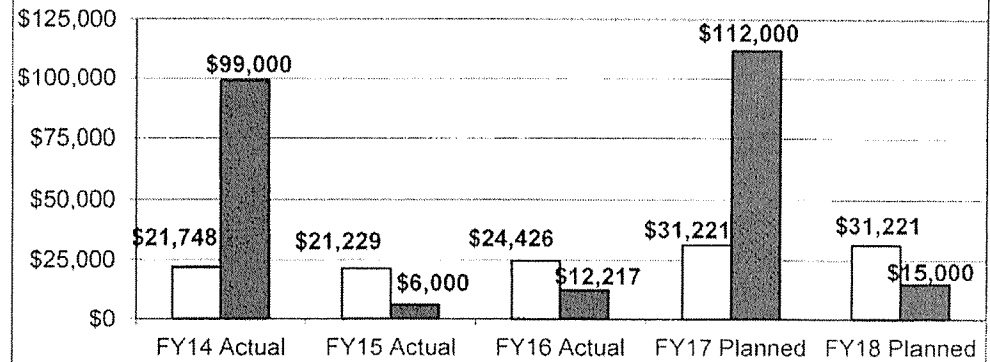 $125,000
$112,000
$99,000
$100,000
$75,000
$50,000
$21,748 $21,229 $24,426 $31,221 $31,221
$25,000
$6,000 $12,217 $15,000
$0
FY14 Actual FY15 Actual FY16 Actual FY17 Planned FY18 Planned